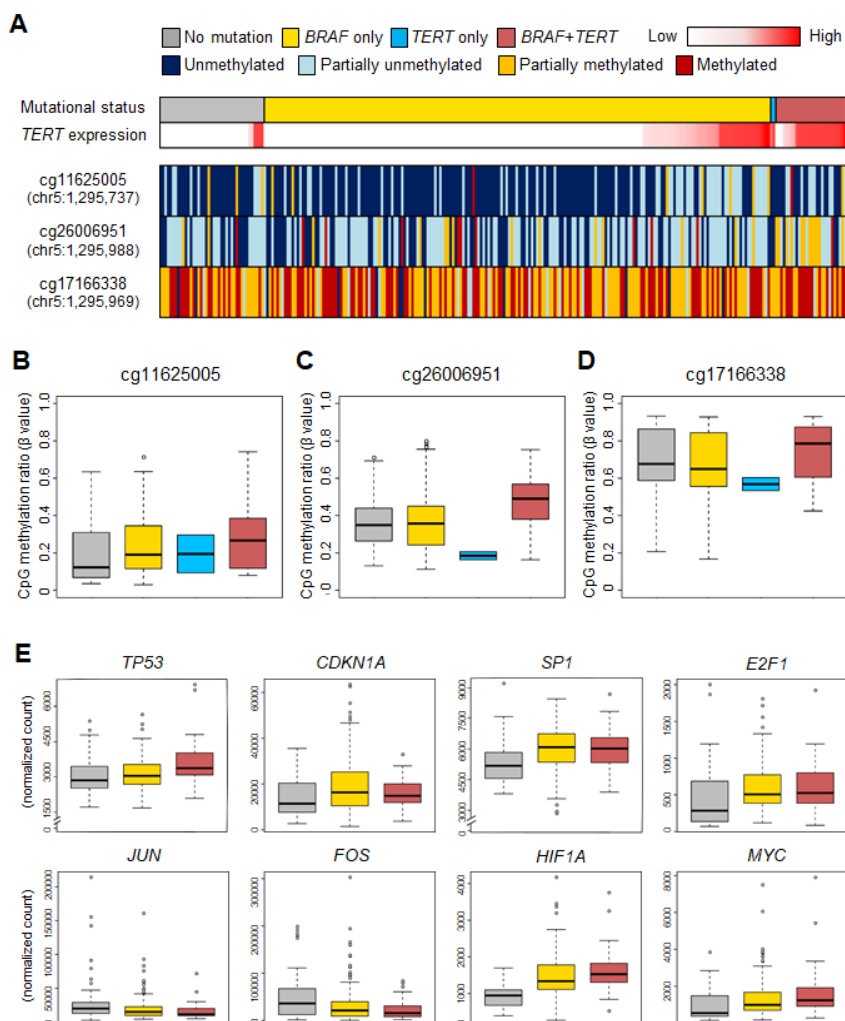 A
No mutation BRAF only TERT only BRAF+TERT Low High
Unmethylated Partially unmethylated Partially methylated Methylated
Mutational status
TERT expression
cg11625005
(chr5:1,295,737)
cg26006951
(chr5:1,295,988)
cg17166338
(chr5:1,295,969)
B cg11625005
CpG methylation ratio (β value)
1.0
0.8
0.6
0.4
0.2
0
C cg26006951
CpG methylation ratio (β value)
1.0
0.8
0.6
0.4
0.2
0
D cg17166338
CpG methylation ratio (β value)
1.0
0.8
0.6
0.4
0.2
0
E
TP53
(normalized count)
6000
4500
3000
1500
0
CDKN1A
60000
40000
20000
0
SP1
9000
7500
6000
4500
3000
0
E2F1
2000
1500
1000
500
0
JUN
(normalized count)
200000
150000
100000
50000
FOS
300000
200000
100000
HIF1A
4000
3000
2000
1000
MYC
8000
6000
4000
2000